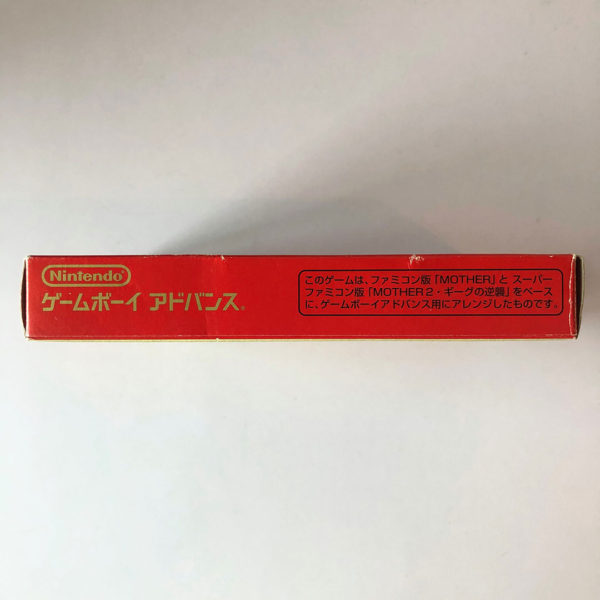 Nintendo®
ゲームボーイ アドバンス®
このゲームは、ファミコン版「MOTHER」と スーパー
ファミコン版「MOTHER2・ギーグの逆襲」をベース
に、ゲームボーイアドバンス用にアレンジしたものです。